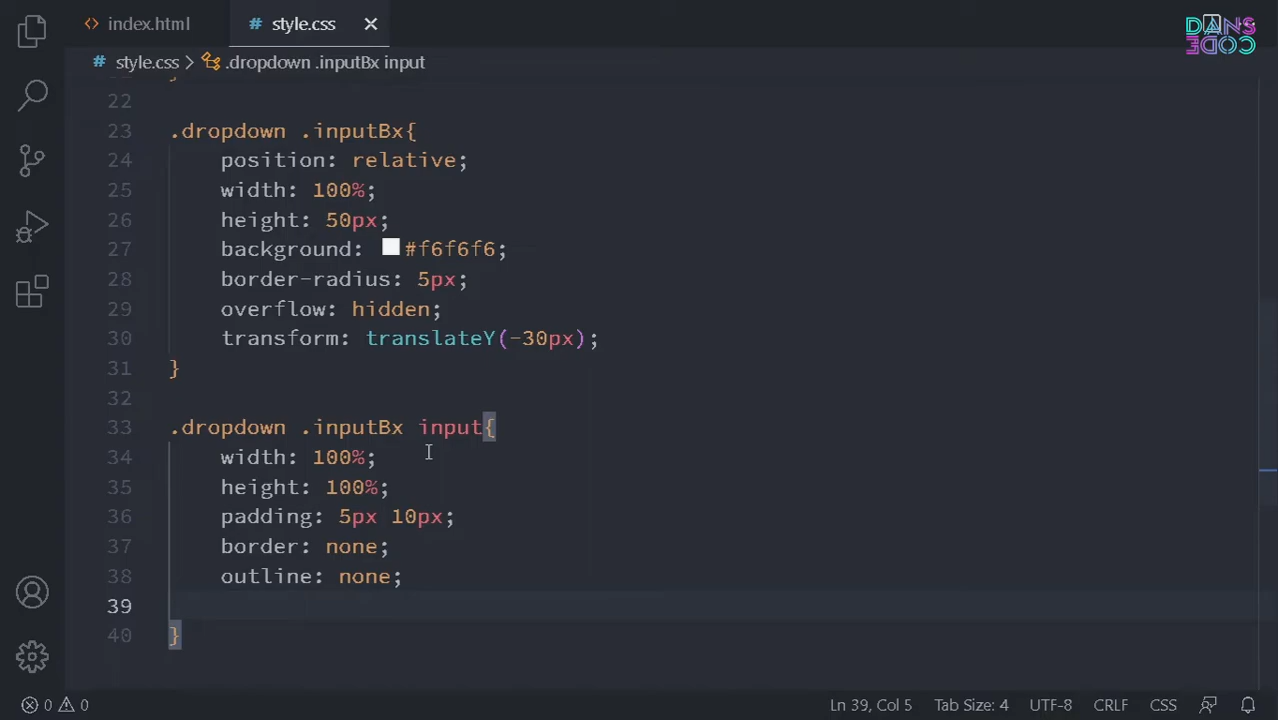 index.html
style.css
DANS
CODE
style.css > .dropdown .inputBx input
22
23 .dropdown .inputBx{
24 position: relative;
25 width: 100%;
26 height: 50px;
27 background: #f6f6f6;
28 border-radius: 5px;
29 overflow: hidden;
30 transform: translateY(-30px);
31 }
32
33 .dropdown .inputBx input{
34 width: 100%;
35 height: 100%;
36 padding: 5px 10px;
37 border: none;
38 outline: none;
39
40 }
0 0 Ln 39, Col 5 Tab Size: 4 UTF-8 CRLF CSS